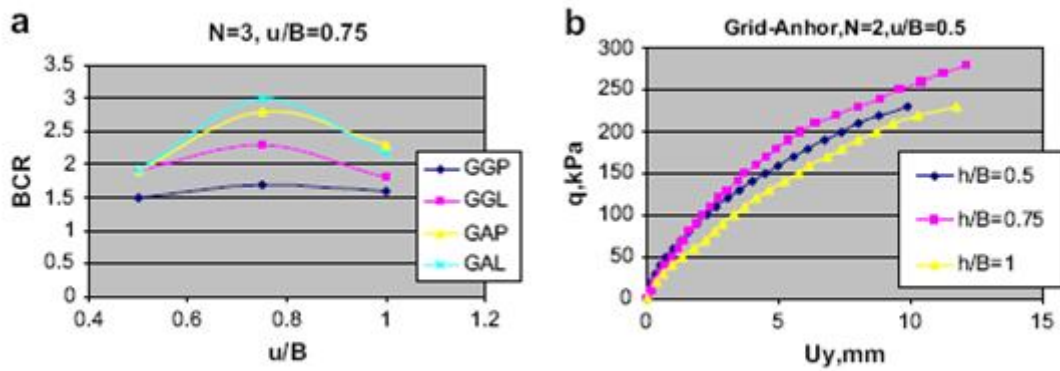 a
N=3, u/B=0.75
3.5
3
2.5
2
1.5
1
0.5
0
BCR
0.4
0.6
0.8
1
1.2
u/B
GGP
GGL
GAP
GAL
b
Grid-Anhor,N=2,u/B=0.5
300
250
200
150
100
50
0
q,kPa
0
5
10
15
Uy,mm
h/B=0.5
h/B=0.75
h/B=1